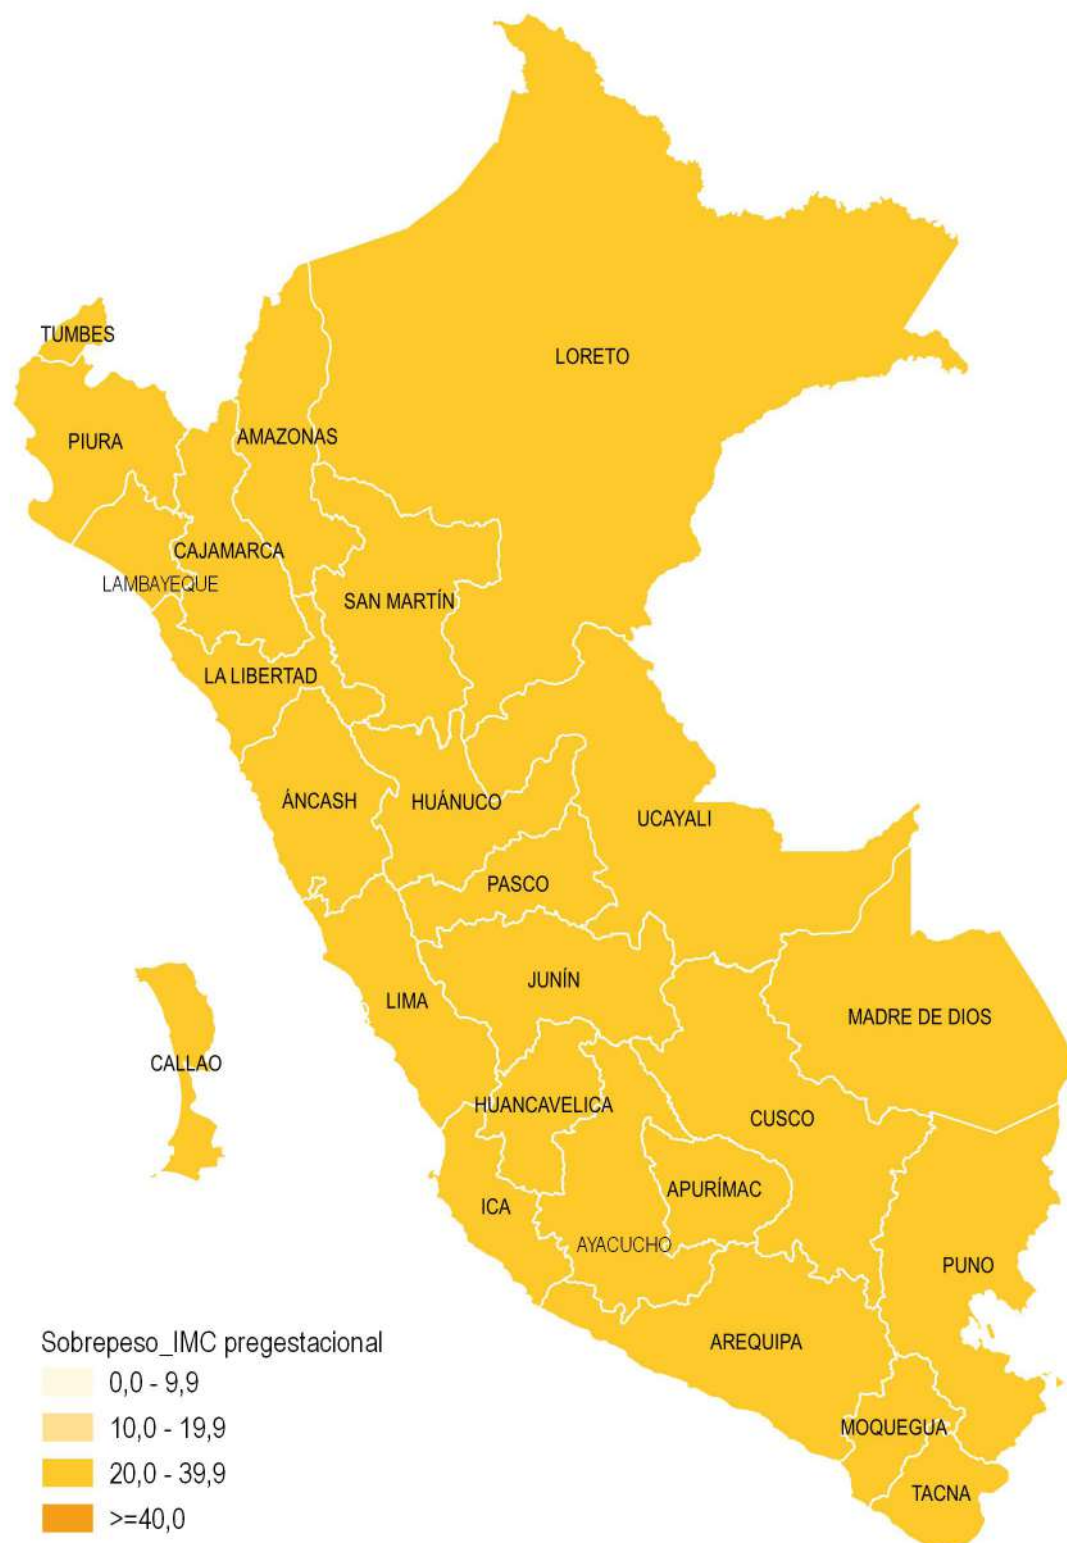 TUMBES
LORETO
PIURA
AMAZONAS
CAJAMARCA
LAMBAYEQUE
SAN MARTÍN
LA LIBERTAD
ÁNCASH
HUÁNUCO
UCAYALI
PASCO
JUNÍN
LIMA
MADRE DE DIOS
CALLAO
HUANCAVELICA
CUSCO
APURÍMAC
ICA
AYACUCHO
PUNO
AREQUIPA
MOQUEGUA
TACNA
Sobrepeso_IMC pregestacional
0,0 - 9,9
10,0 - 19,9
20,0 - 39,9
>=40,0